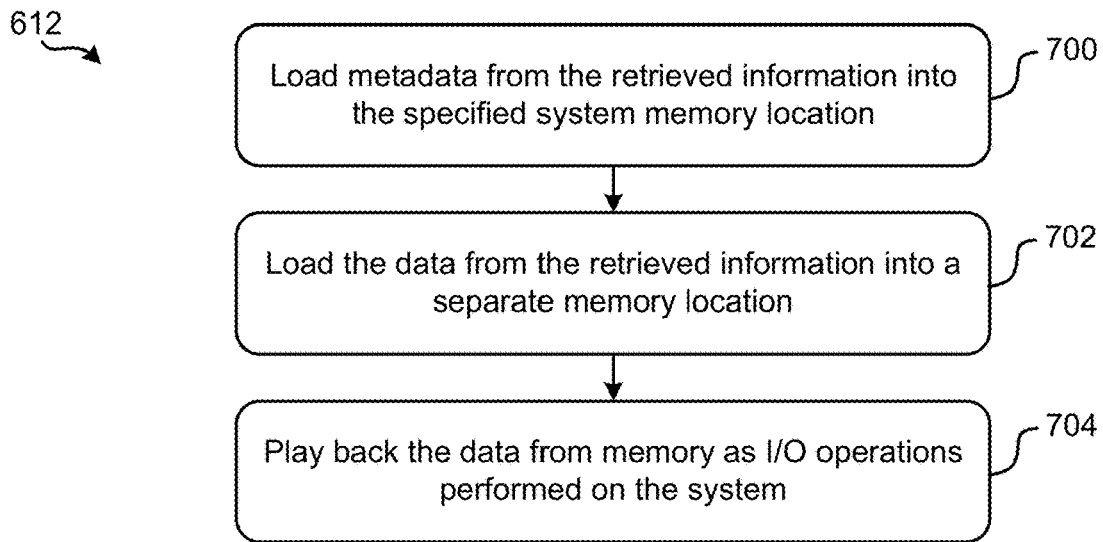 612
700
Load metadata from the retrieved information into
the specified system memory location
702
Load the data from the retrieved information into a
separate memory location
704
Play back the data from memory as I/O operations
performed on the system